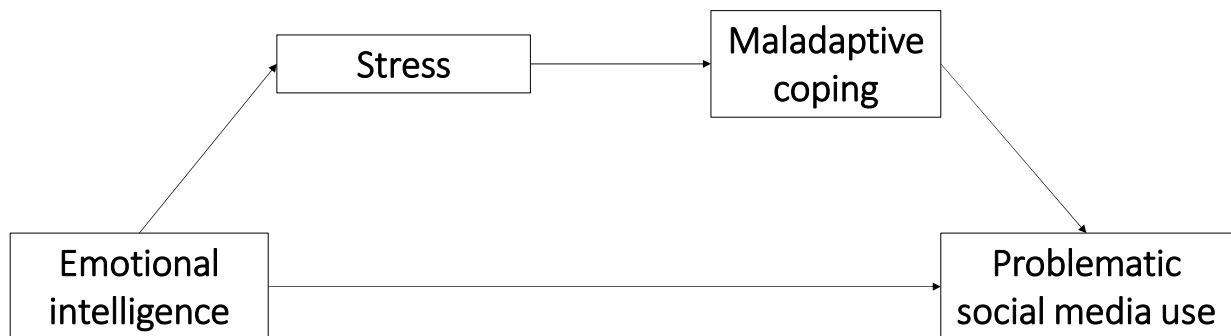 Stress
Maladaptive
coping
Emotional
intelligence
Problematic
social media use